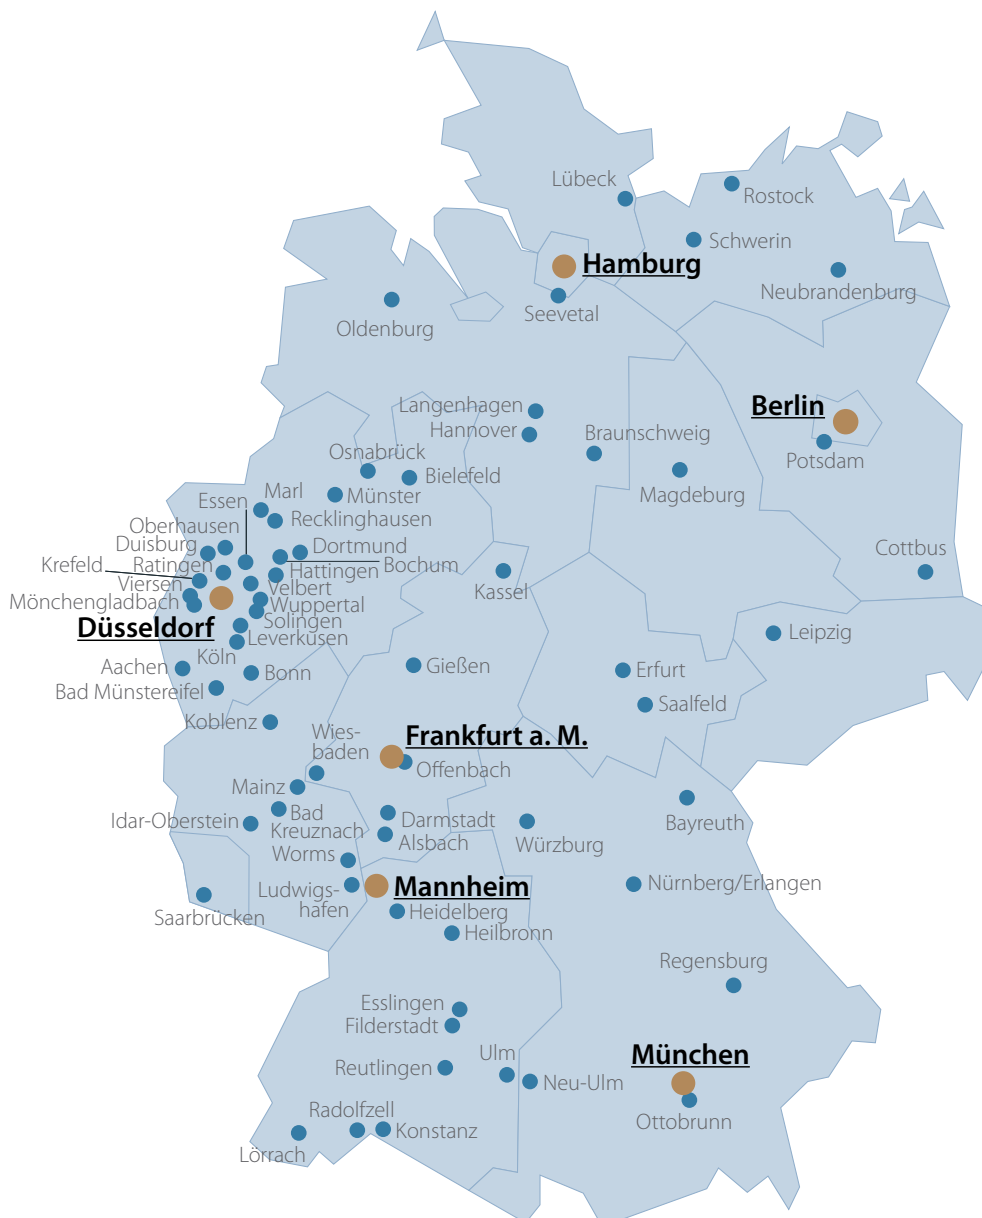 Lübeck
Rostock
Schwerin
Hamburg
Neubrandenburg
Seevetal
Oldenburg
Berlin
Langenhagen
Hannover
Braunschweig
Osnabrück
Potsdam
Bielefeld
Magdeburg
Essen
Marl
Münster
Oberhausen
Recklinghausen
Duisburg
Dortmund
Cottbus
Krefeld
Ratingen
Bochum
Hattingen
Viersen
Velbert
Kassel
Mönchengladbach
Wuppertal
Düsseldorf
Solingen
Leverkusen
Leipzig
Köln
Aachen
Bonn
Gießen
Erfurt
Bad Münstereifel
Saalfeld
Koblenz
Wies-
baden
Frankfurt a. M.
Offenbach
Mainz
Bayreuth
Idar-Oberstein
Bad
Kreuznach
Darmstadt
Alsbach
Würzburg
Worms
Ludwigs-
hafen
Mannheim
Nürnberg/Erlangen
Saarbrücken
Heidelberg
Heilbronn
Regensburg
Esslingen
Filderstadt
Ulm
München
Reutlingen
Neu-Ulm
Radolfzell
Ottobrunn
Konstanz
Lörrach